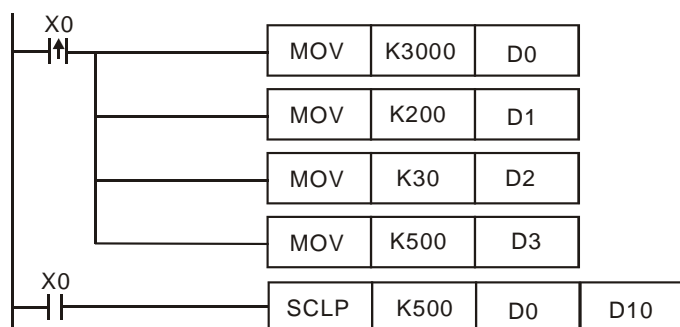 X0
MOV K3000 D0
MOV K200 D1
MOV K30 D2
MOV K500 D3
X0
SCLP K500 D0 D10